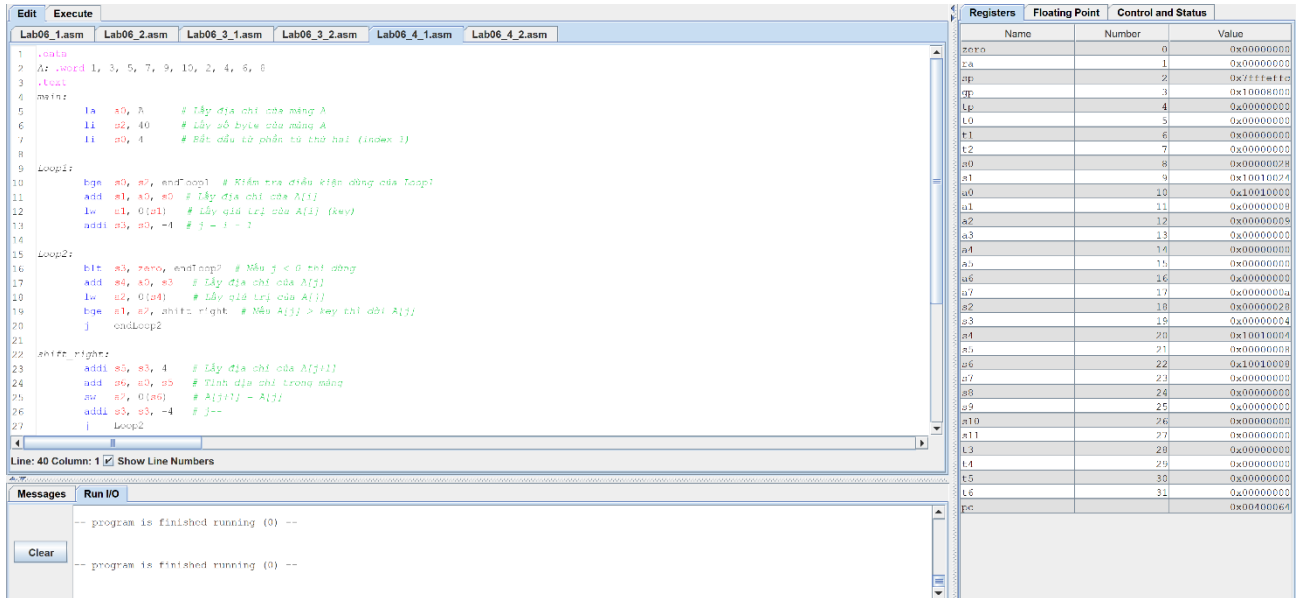 Edit Execute
Lab06_1.asm Lab06_2.asm Lab06_3_1.asm Lab06_3_2.asm Lab06_4_1.asm Lab06_4_2.asm
1 .data
2 A: .word 1, 3, 5, 7, 9, 10, 2, 4, 6, 8
3 .text
4 main:
5 la a0, A # Lấy địa chỉ của mảng A
6 li s2, 40 # Lấy số byte của mảng A
7 li s0, 4 # Bắt đầu từ phần tử thứ hai (index 1)
8
9 Loop1:
10 bge s0, s2, endLoop1 # Kiểm tra điều kiện dừng của Loop1
11 add s1, a0, s0 # Lấy địa chỉ của A[i]
12 lw a1, 0(s1) # Lấy giá trị của A[i] (key)
13 addi s3, s0, -4 # j = i - 1
14
15 Loop2:
16 blt s3, zero, endLoop2 # Nếu j < 0 thì dừng
17 add s4, a0, s3 # Lấy địa chỉ của A[j]
18 lw a2, 0(s4) # Lấy giá trị của A[j]
19 bge a1, a2, shift_right # Nếu A[j] > key thì dời A[j]
20 j endLoop2
21
22 shift_right:
23 addi s5, s3, 4 # Lấy địa chỉ của A[j+1]
24 add s6, a0, s5 # Tính địa chỉ trong mảng
25 sw a2, 0(s6) # A[j+1] = A[j]
26 addi s3, s3, -4 # j--
27 j Loop2
Line: 40 Column: 1 Show Line Numbers
Messages Run I/O
-- program is finished running (0) --
Clear
-- program is finished running (0) --
Registers Floating Point Control and Status
Name Number Value
zero 0 0x00000000
ra 1 0x00000000
sp 2 0x7fffeffc
gp 3 0x10008000
tp 4 0x00000000
t0 5 0x00000000
t1 6 0x00000000
t2 7 0x00000000
s0 8 0x00000028
s1 9 0x10010024
a0 10 0x10010000
a1 11 0x00000008
a2 12 0x00000009
a3 13 0x00000000
a4 14 0x00000000
a5 15 0x00000000
a6 16 0x00000000
a7 17 0x0000000a
s2 18 0x00000028
s3 19 0x00000004
s4 20 0x10010004
s5 21 0x00000008
s6 22 0x10010008
s7 23 0x00000000
s8 24 0x00000000
s9 25 0x00000000
s10 26 0x00000000
s11 27 0x00000000
t3 28 0x00000000
t4 29 0x00000000
t5 30 0x00000000
t6 31 0x00000000
pc 0x00400064